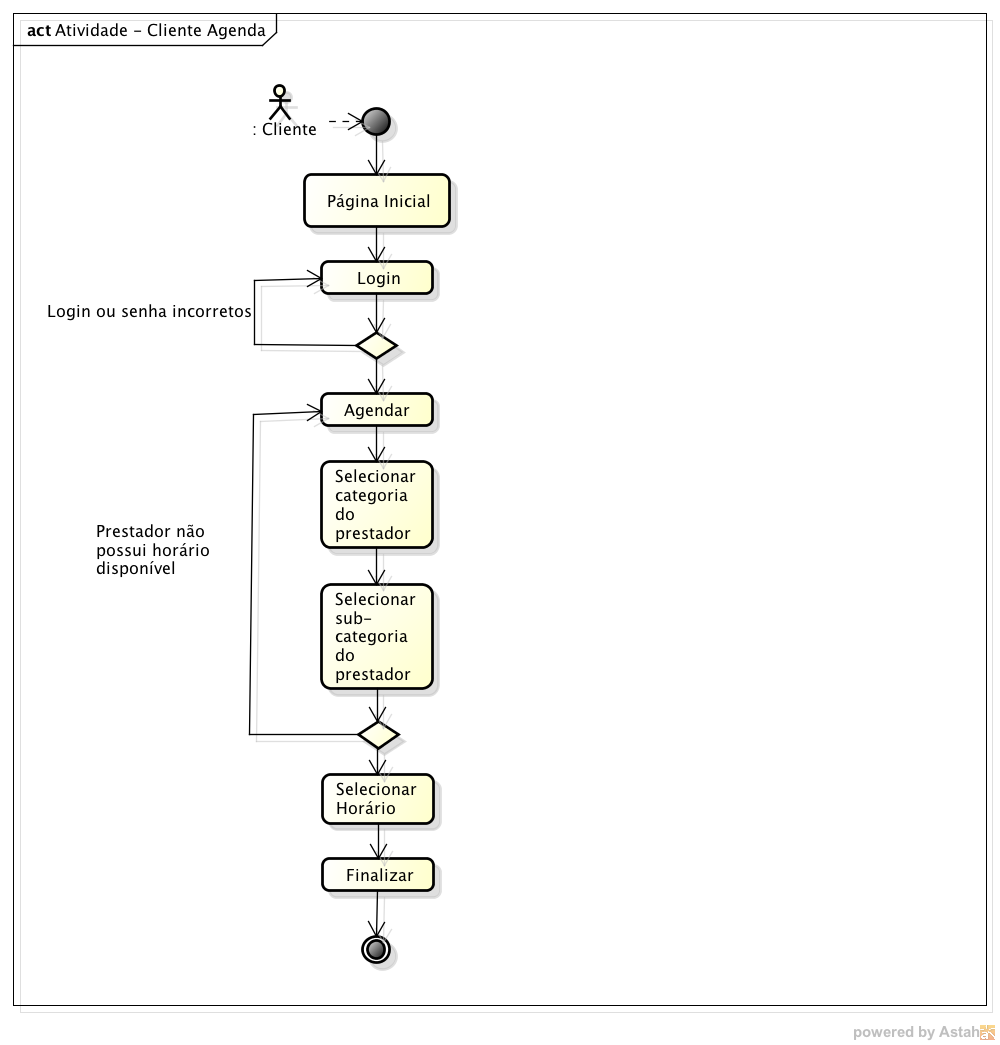 act Atividade - Cliente Agenda
: Cliente
Página Inicial
Login
Login ou senha incorretos
Agendar
Selecionar
categoria
do
prestador
Prestador não
possui horário
disponível
Selecionar
sub-
categoria
do
prestador
Selecionar
Horário
Finalizar
powered by Astah